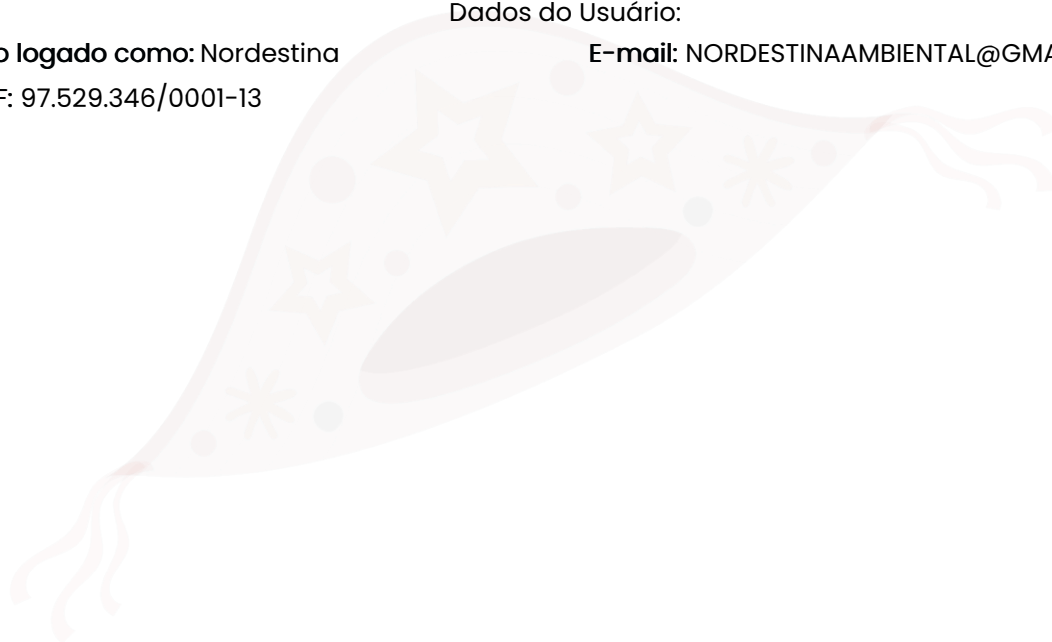 Dados do Usuário:
o logado como: Nordestina
E-mail: NORDESTINAAMBIENTAL@GMA
F: 97.529.346/0001-13